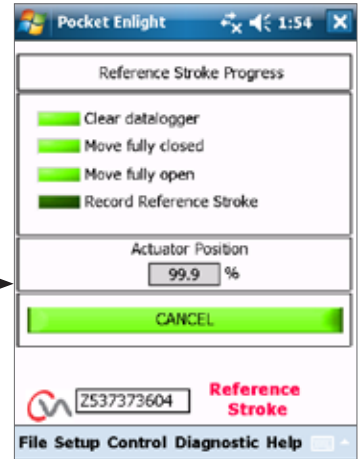 Pocket Enlight 1:54
Reference Stroke Progress
Clear datalogger
Move fully closed
Move fully open
Record Reference Stroke
Actuator Position
99.9 %
CANCEL
Z537373604
Reference
Stroke
File Setup Control Diagnostic Help